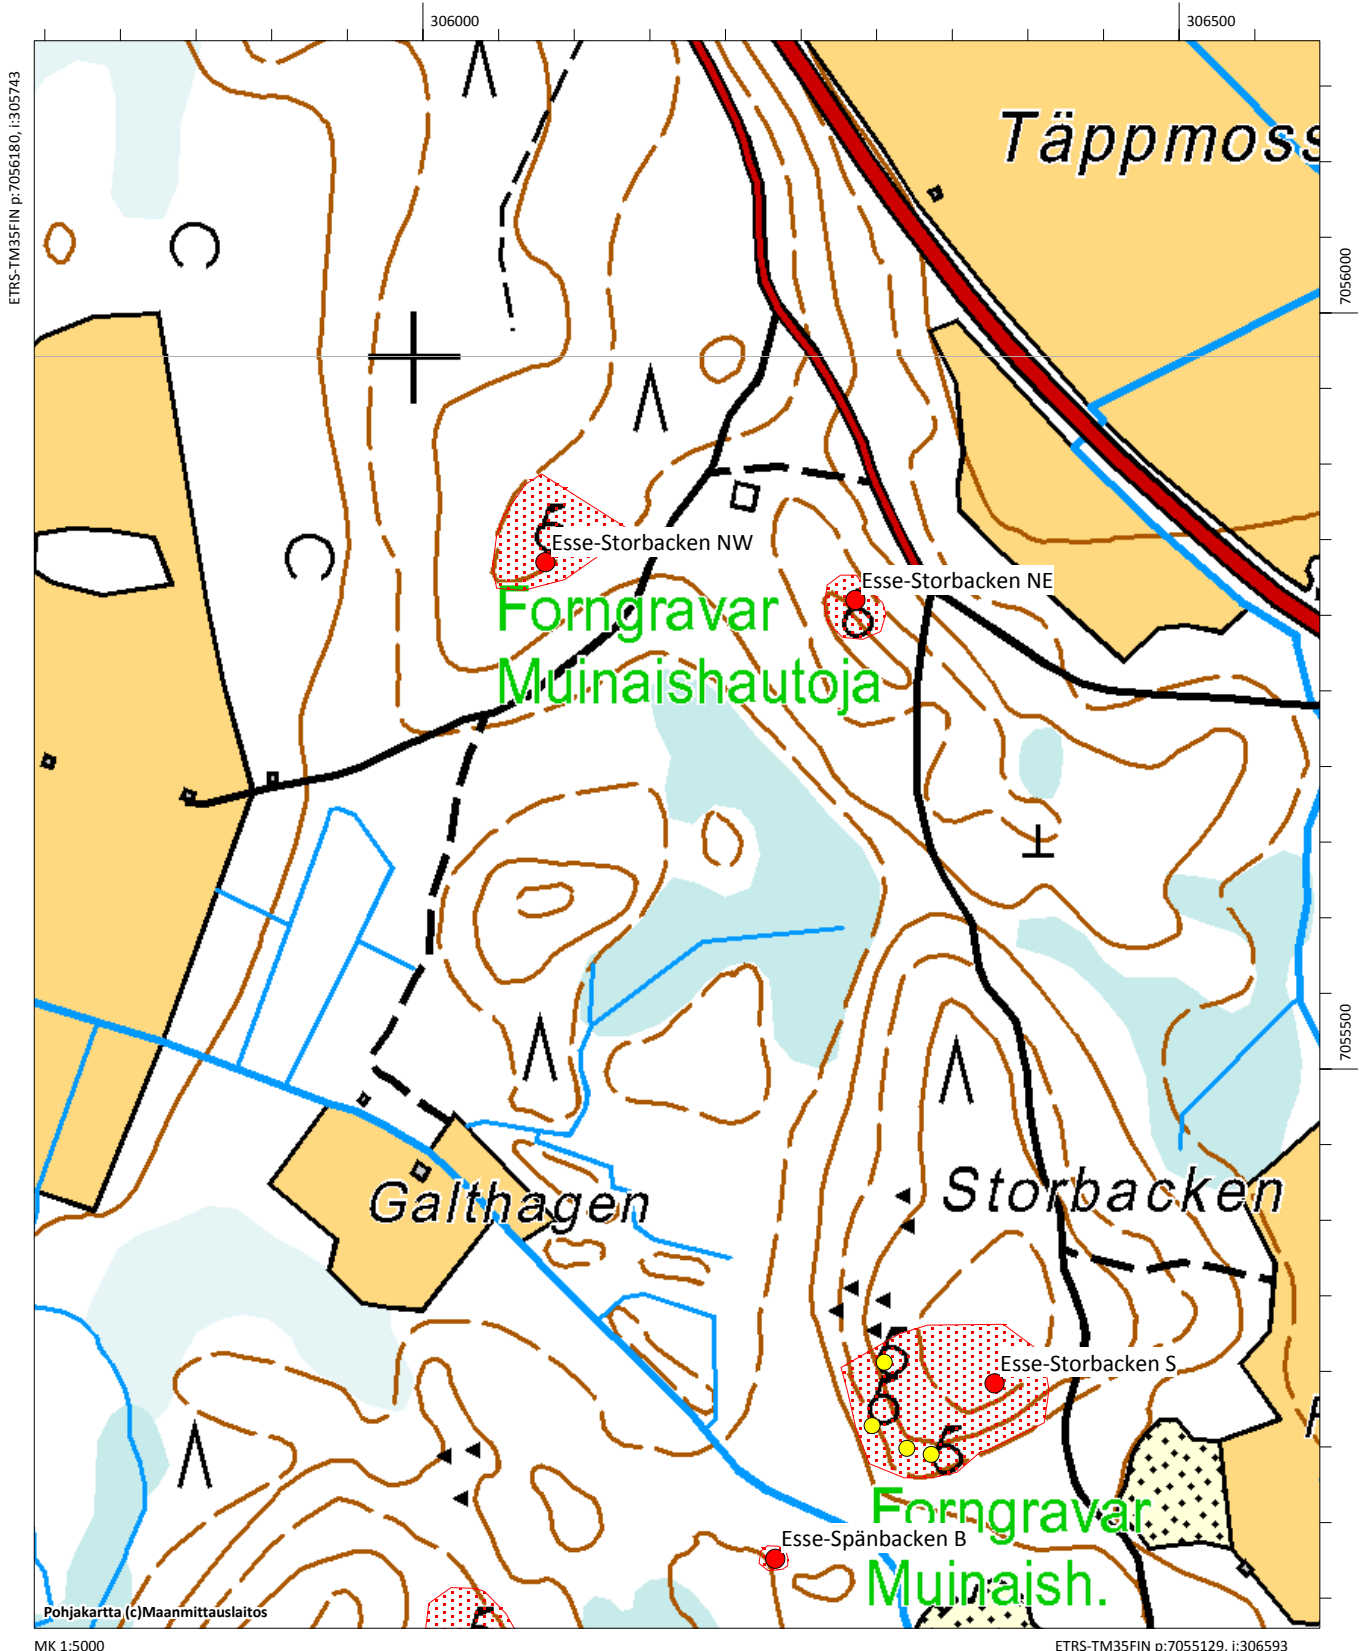 306000
306500
ETRS-TM35FIN p:7056180, i:305743
Täppmoss
7056000
Esse-Storbacken NW
Esse-Storbacken NE
Forngravar
Muinaishautoja
7055500
Storbacken
Galthagen
Esse-Storbacken S
Forngravar
Esse-Spänbacken B
Muinaish.
Pohjakartta (c)Maanmittauslaitos
MK 1:5000
ETRS-TM35FIN p:7055129, i:306593